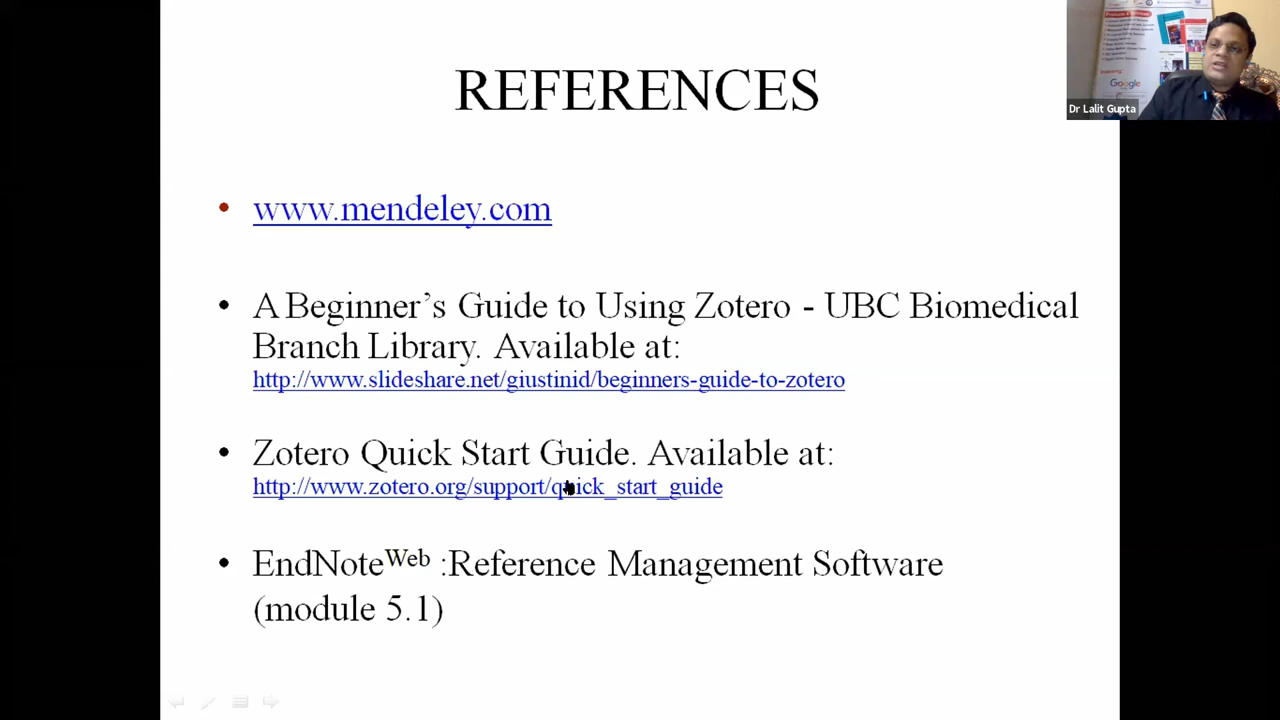 REFERENCES
Dr Lalit Gupta
Google
• www.mendeley.com
• A Beginner’s Guide to Using Zotero - UBC Biomedical
Branch Library. Available at:
http://www.slideshare.net/giustinid/beginners-guide-to-zotero
• Zotero Quick Start Guide. Available at:
http://www.zotero.org/support/quick_start_guide
• EndNoteWeb :Reference Management Software
(module 5.1)